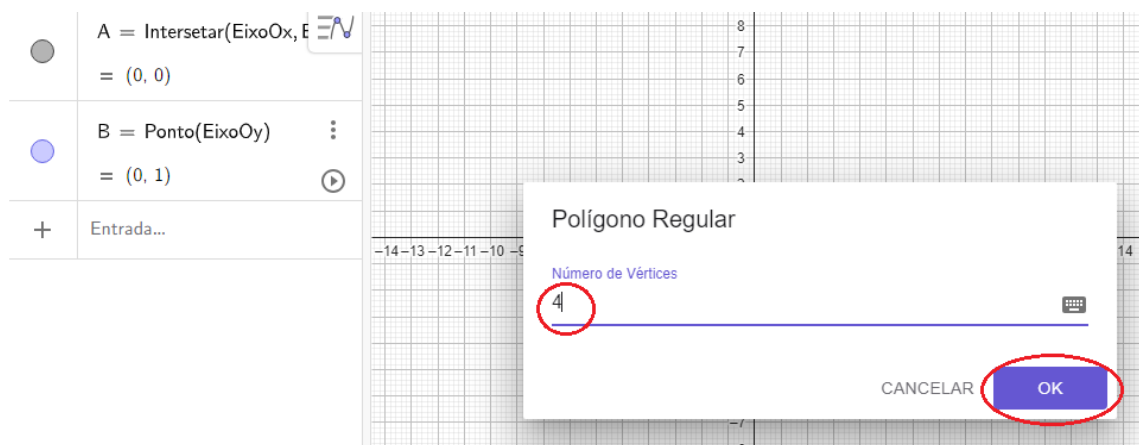 A = Intersetar(EixoOx,
= (0, 0)
B = Ponto(EixoOy)
= (0, 1)
+ Entrada...
8
7
6
5
4
3
−14 −13 −12 −11 −10
14
Polígono Regular
Número de Vértices
4
CANCELAR OK
−7